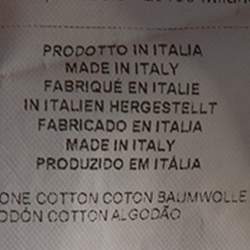 PRODOTTO IN ITALIA
MADE IN ITALY
FABRIQUÉ EN ITALIE
IN ITALIEN HERGESTELLT
FABRICADO EN ITALIA
MADE IN ITALY
PRODUZIDO EM ITÁLIA
ONE COTTON COTON BAUMWOLLE
ODÓN COTTON ALGODÃO